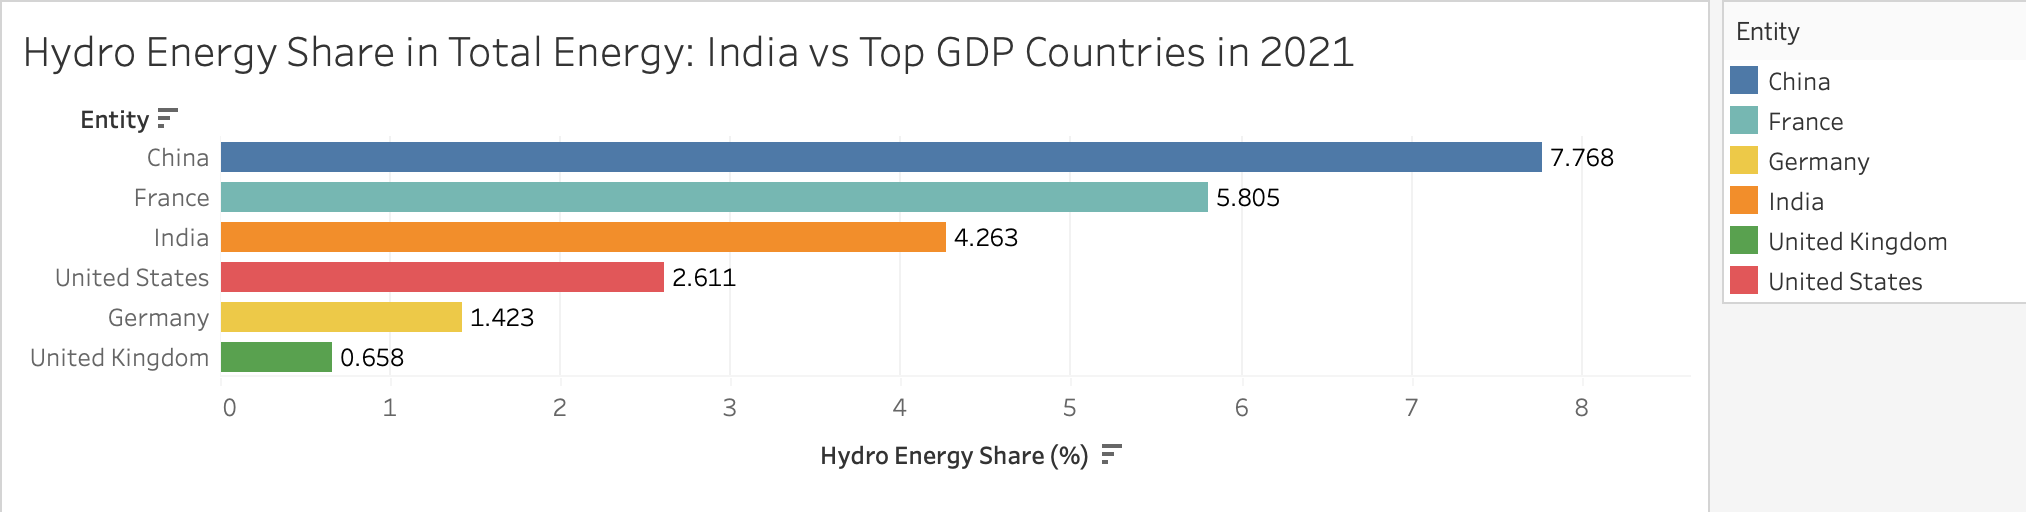 Hydro Energy Share in Total Energy: India vs Top GDP Countries in 2021
Entity
China 7.768
France 5.805
India 4.263
United States 2.611
Germany 1.423
United Kingdom 0.658
0 1 2 3 4 5 6 7 8
Hydro Energy Share (%)
Entity
China
France
Germany
India
United Kingdom
United States